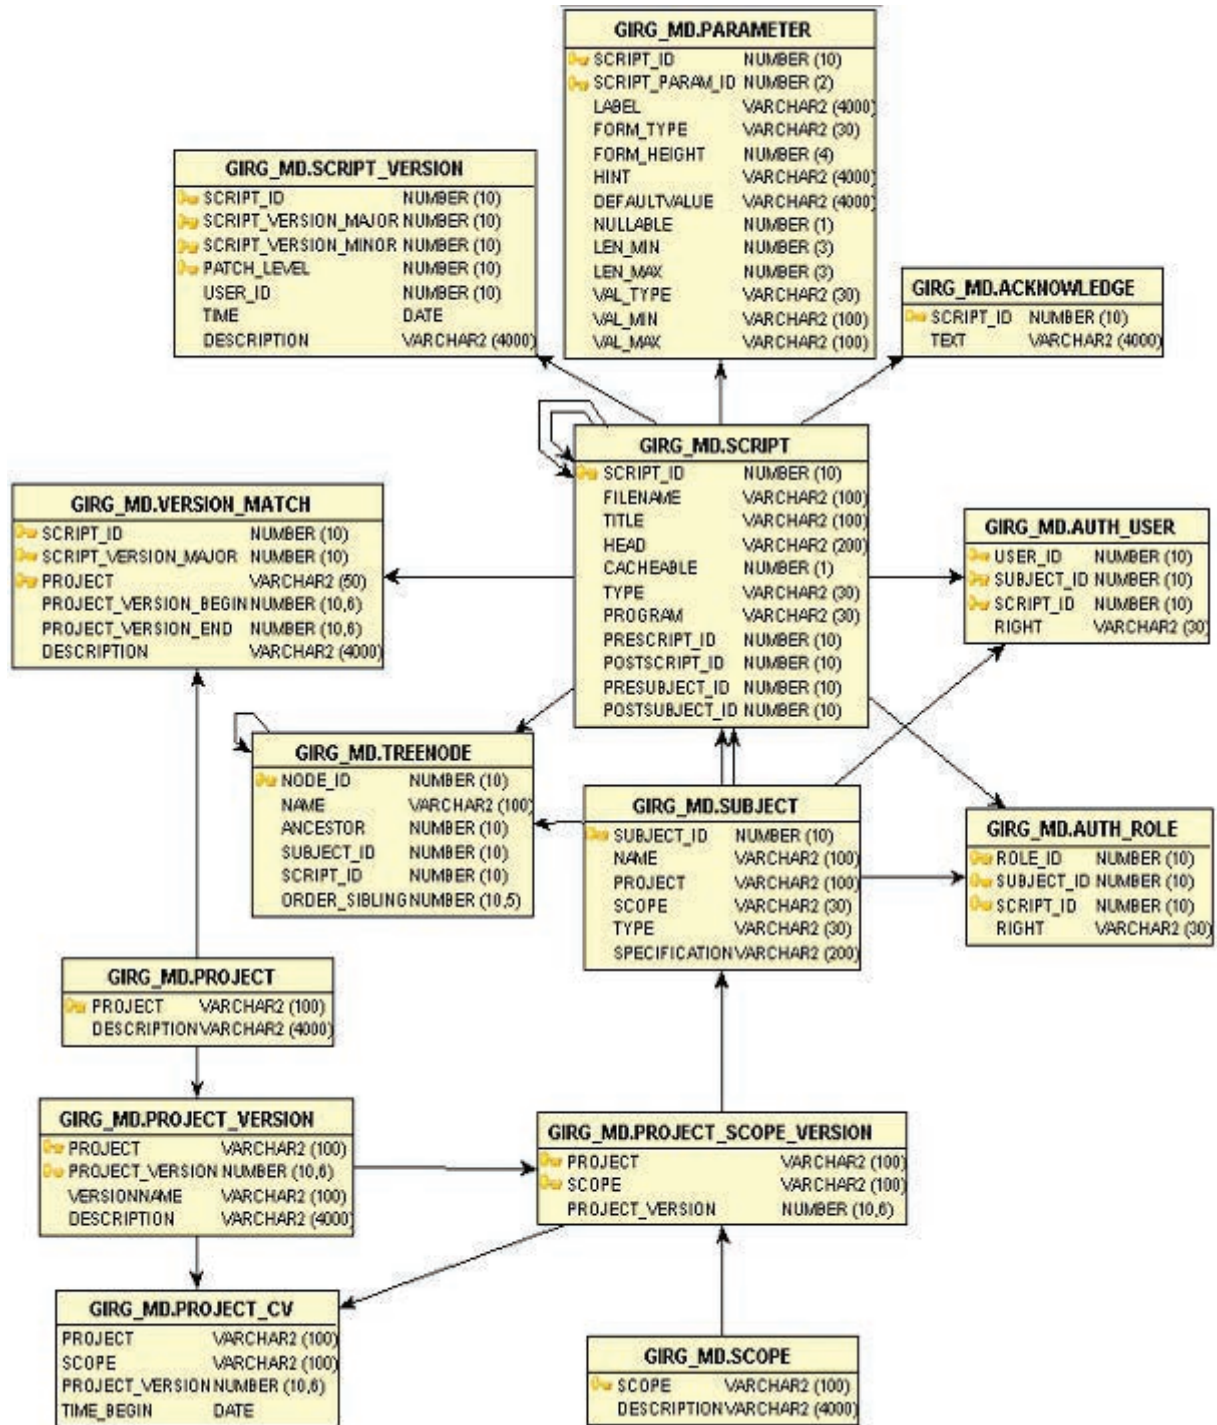 GIRG_MD.PARAMETER
SCRIPT_ID NUMBER (10)
SCRIPT_PARAM_ID NUMBER (2)
LABEL VARCHAR2 (4000)
FORM_TYPE VARCHAR2 (30)
FORM_HEIGHT NUMBER (4)
HINT VARCHAR2 (4000)
DEFAULTVALUE VARCHAR2 (4000)
NULLABLE NUMBER (1)
LEN_MIN NUMBER (3)
LEN_MAX NUMBER (3)
VAL_TYPE VARCHAR2 (30)
VAL_MIN VARCHAR2 (100)
VAL_MAX VARCHAR2 (100)
GIRG_MD.SCRIPT_VERSION
SCRIPT_ID NUMBER (10)
SCRIPT_VERSION_MAJOR NUMBER (10)
SCRIPT_VERSION_MINOR NUMBER (10)
PATCH_LEVEL NUMBER (10)
USER_ID NUMBER (10)
TIME DATE
DESCRIPTION VARCHAR2 (4000)
GIRG_MD.ACKNOWLEDGE
SCRIPT_ID NUMBER (10)
TEXT VARCHAR2 (4000)
GIRG_MD.SCRIPT
SCRIPT_ID NUMBER (10)
FILENAME VARCHAR2 (100)
TITLE VARCHAR2 (100)
HEAD VARCHAR2 (200)
CACHEABLE NUMBER (1)
TYPE VARCHAR2 (30)
PROGRAM VARCHAR2 (30)
PRESCRIPT_ID NUMBER (10)
POSTSCRIPT_ID NUMBER (10)
PRESUBJECT_ID NUMBER (10)
POSTSUBJECT_ID NUMBER (10)
GIRG_MD.VERSION_MATCH
SCRIPT_ID NUMBER (10)
SCRIPT_VERSION_MAJOR NUMBER (10)
PROJECT VARCHAR2 (50)
PROJECT_VERSION_BEGIN NUMBER (10,6)
PROJECT_VERSION_END NUMBER (10,6)
DESCRIPTION VARCHAR2 (4000)
GIRG_MD.AUTH_USER
USER_ID NUMBER (10)
SUBJECT_ID NUMBER (10)
SCRIPT_ID NUMBER (10)
RIGHT VARCHAR2 (30)
GIRG_MD.TREENODE
NODE_ID NUMBER (10)
NAME VARCHAR2 (100)
ANCESTOR NUMBER (10)
SUBJECT_ID NUMBER (10)
SCRIPT_ID NUMBER (10)
ORDER_SIBLING NUMBER (10,5)
GIRG_MD.SUBJECT
SUBJECT_ID NUMBER (10)
NAME VARCHAR2 (100)
PROJECT VARCHAR2 (100)
SCOPE VARCHAR2 (30)
TYPE VARCHAR2 (30)
SPECIFICATION VARCHAR2 (200)
GIRG_MD.AUTH_ROLE
ROLE_ID NUMBER (10)
SUBJECT_ID NUMBER (10)
SCRIPT_ID NUMBER (10)
RIGHT VARCHAR2 (30)
GIRG_MD.PROJECT
PROJECT VARCHAR2 (100)
DESCRIPTION VARCHAR2 (4000)
GIRG_MD.PROJECT_VERSION
PROJECT VARCHAR2 (100)
PROJECT_VERSION NUMBER (10,6)
VERSIONNAME VARCHAR2 (100)
DESCRIPTION VARCHAR2 (4000)
GIRG_MD.PROJECT_SCOPE_VERSION
PROJECT VARCHAR2 (100)
SCOPE VARCHAR2 (100)
PROJECT_VERSION NUMBER (10,6)
GIRG_MD.PROJECT_CV
PROJECT VARCHAR2 (100)
SCOPE VARCHAR2 (100)
PROJECT_VERSION NUMBER (10,6)
TIME_BEGIN DATE
GIRG_MD.SCOPE
SCOPE VARCHAR2 (100)
DESCRIPTION VARCHAR2 (4000)